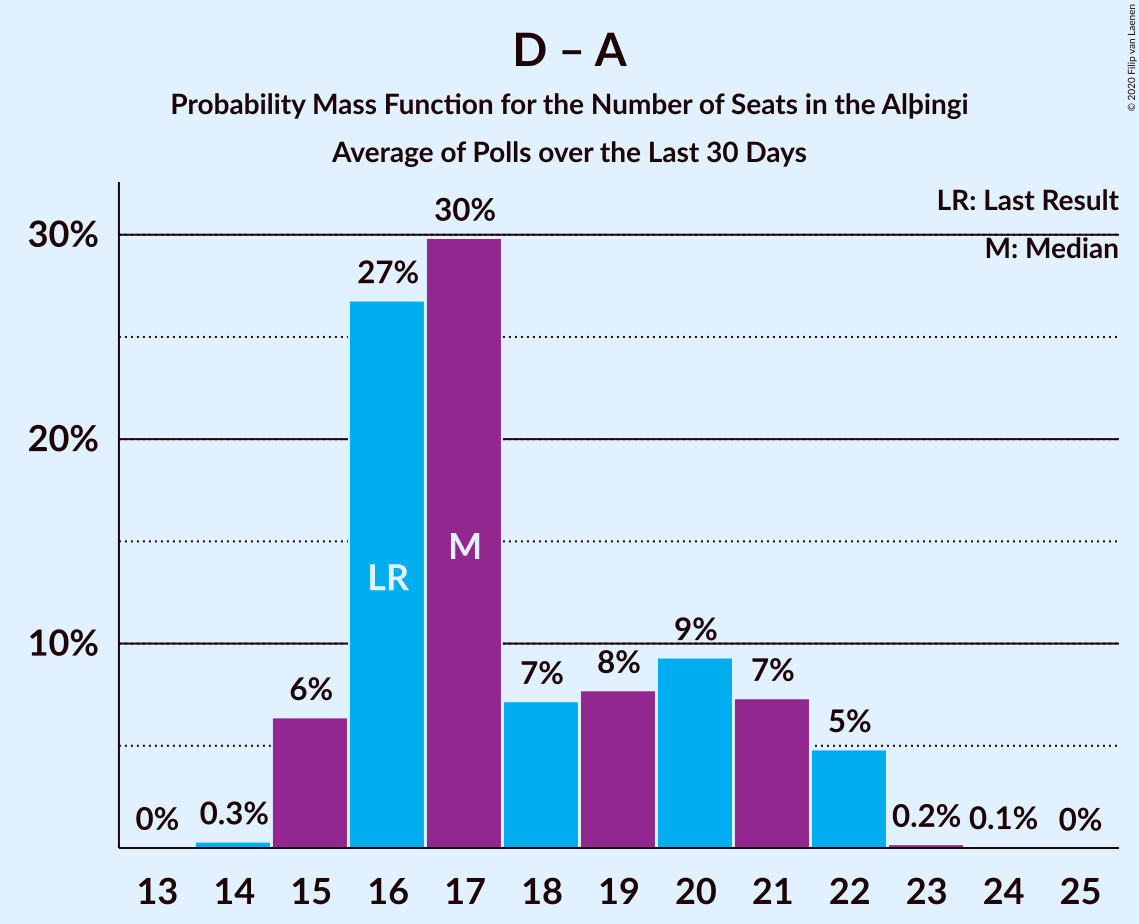 D – A
Probability Mass Function for the Number of Seats in the Alþingi
Average of Polls over the Last 30 Days
© 2020 Filip van Laenen
LR: Last Result
M: Median
30%
20%
10%
0%
0.3%
6%
27%
30%
7%
8%
9%
7%
5%
0.2%
0.1%
0%
LR
M
13 14 15 16 17 18 19 20 21 22 23 24 25